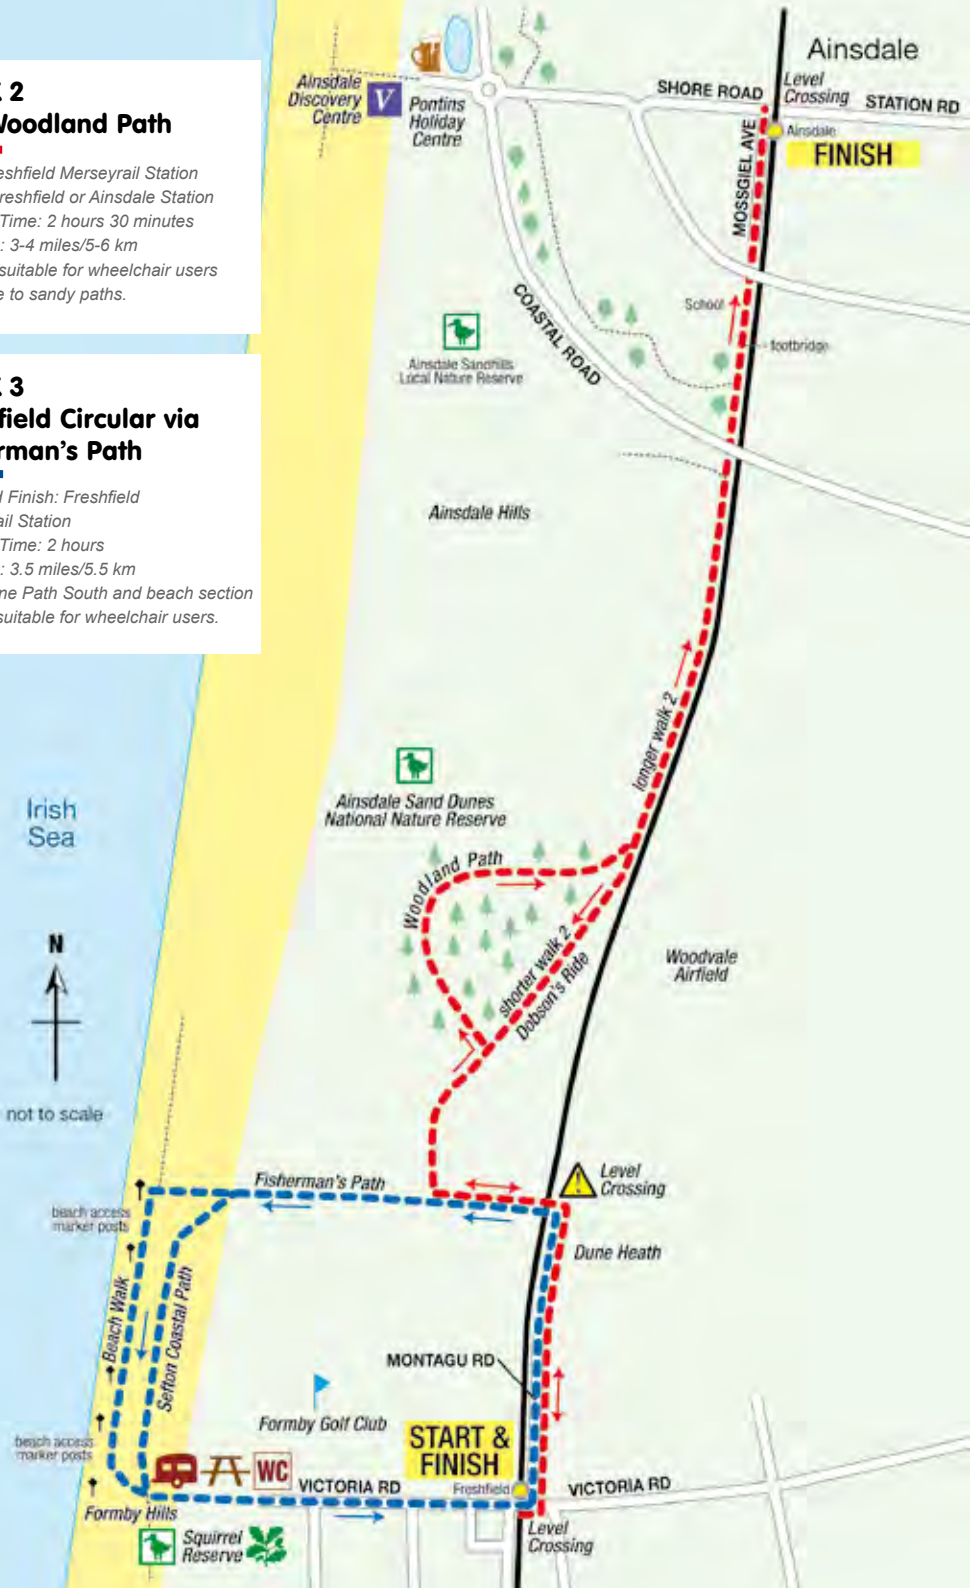 2
Woodland Path
eshfield Merseyrail Station
reshfield or Ainsdale Station
Time: 2 hours 30 minutes
: 3-4 miles/5-6 km
suitable for wheelchair users
e to sandy paths.
3
field Circular via
rman's Path
d Finish: Freshfield
ail Station
Time: 2 hours
: 3.5 miles/5.5 km
ne Path South and beach section
suitable for wheelchair users.
Ainsdale
Ainsdale
Discovery
Centre
V
Pontins
Holiday
Centre
SHORE ROAD
Level
Crossing
STATION RD
Ainsdale
FINISH
MOSSGIEL AVE
COASTAL ROAD
School
footbridge
Ainsdale Sandhills
Local Nature Reserve
Ainsdale Hills
longer walk 2
Ainsdale Sand Dunes
National Nature Reserve
Irish
Sea
Woodland Path
shorter walk 2
Dobson's Ride
Woodvale
Airfield
N
not to scale
Fisherman's Path
Level
Crossing
beach access
marker posts
Dune Heath
Beach Walk
Sefton Coastal Path
MONTAGU RD
Formby Golf Club
START &
FINISH
beach access
marker posts
WC
VICTORIA RD
Freshfield
VICTORIA RD
Formby Hills
Squirrel
Reserve
Level
Crossing